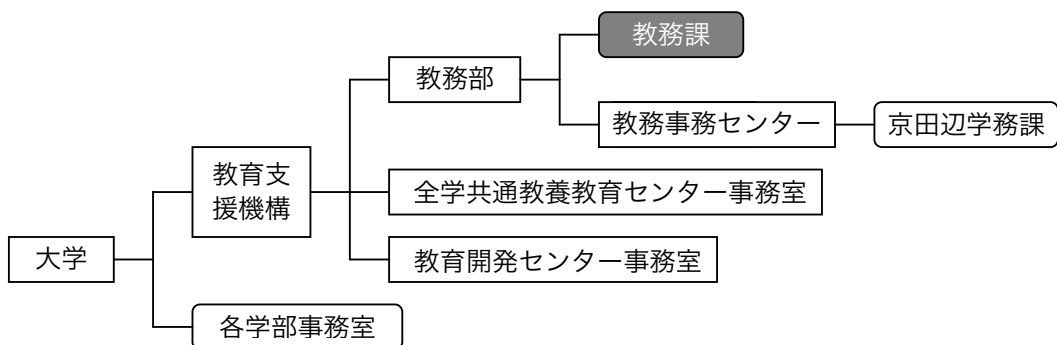 教務課
教務部
教務事務センター
京田辺学務課
教育支
援機構
全学共通教養教育センター事務室
教育開発センター事務室
大学
各学部事務室